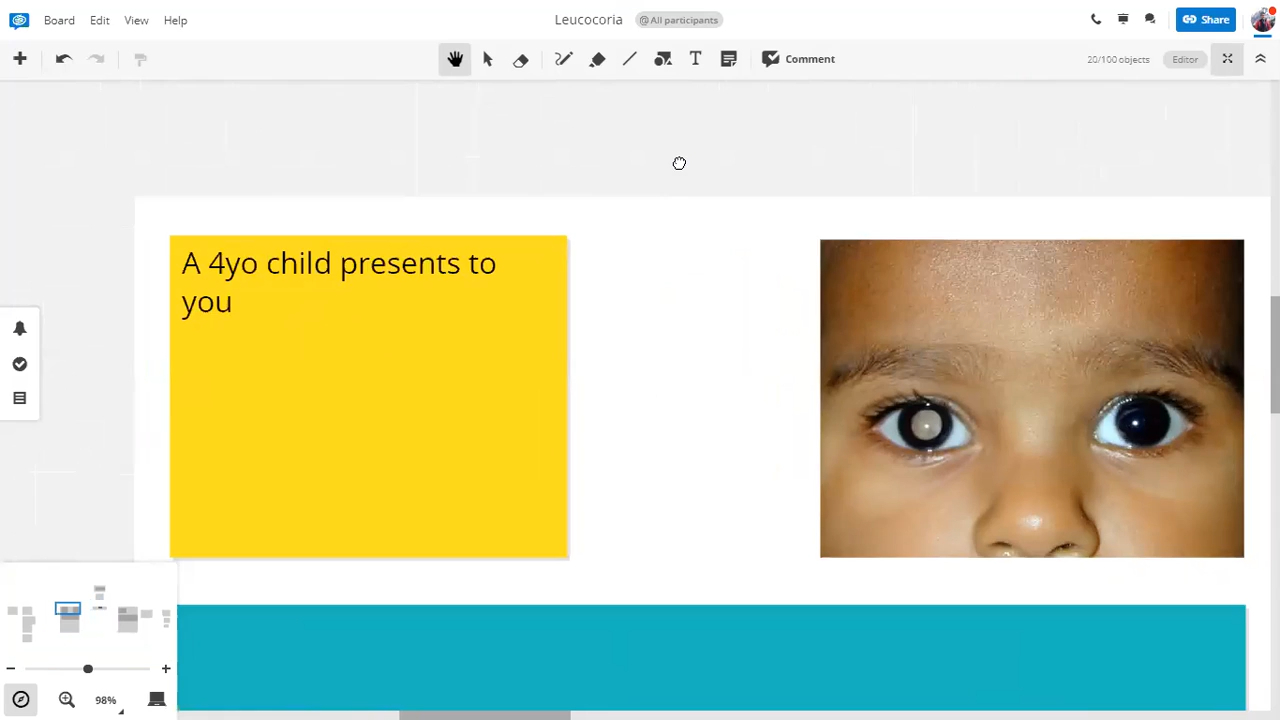 Board Edit View Help
Leucocoria @ All participants
Share
Comment
20/100 objects Editor
A 4yo child presents to
you
98%